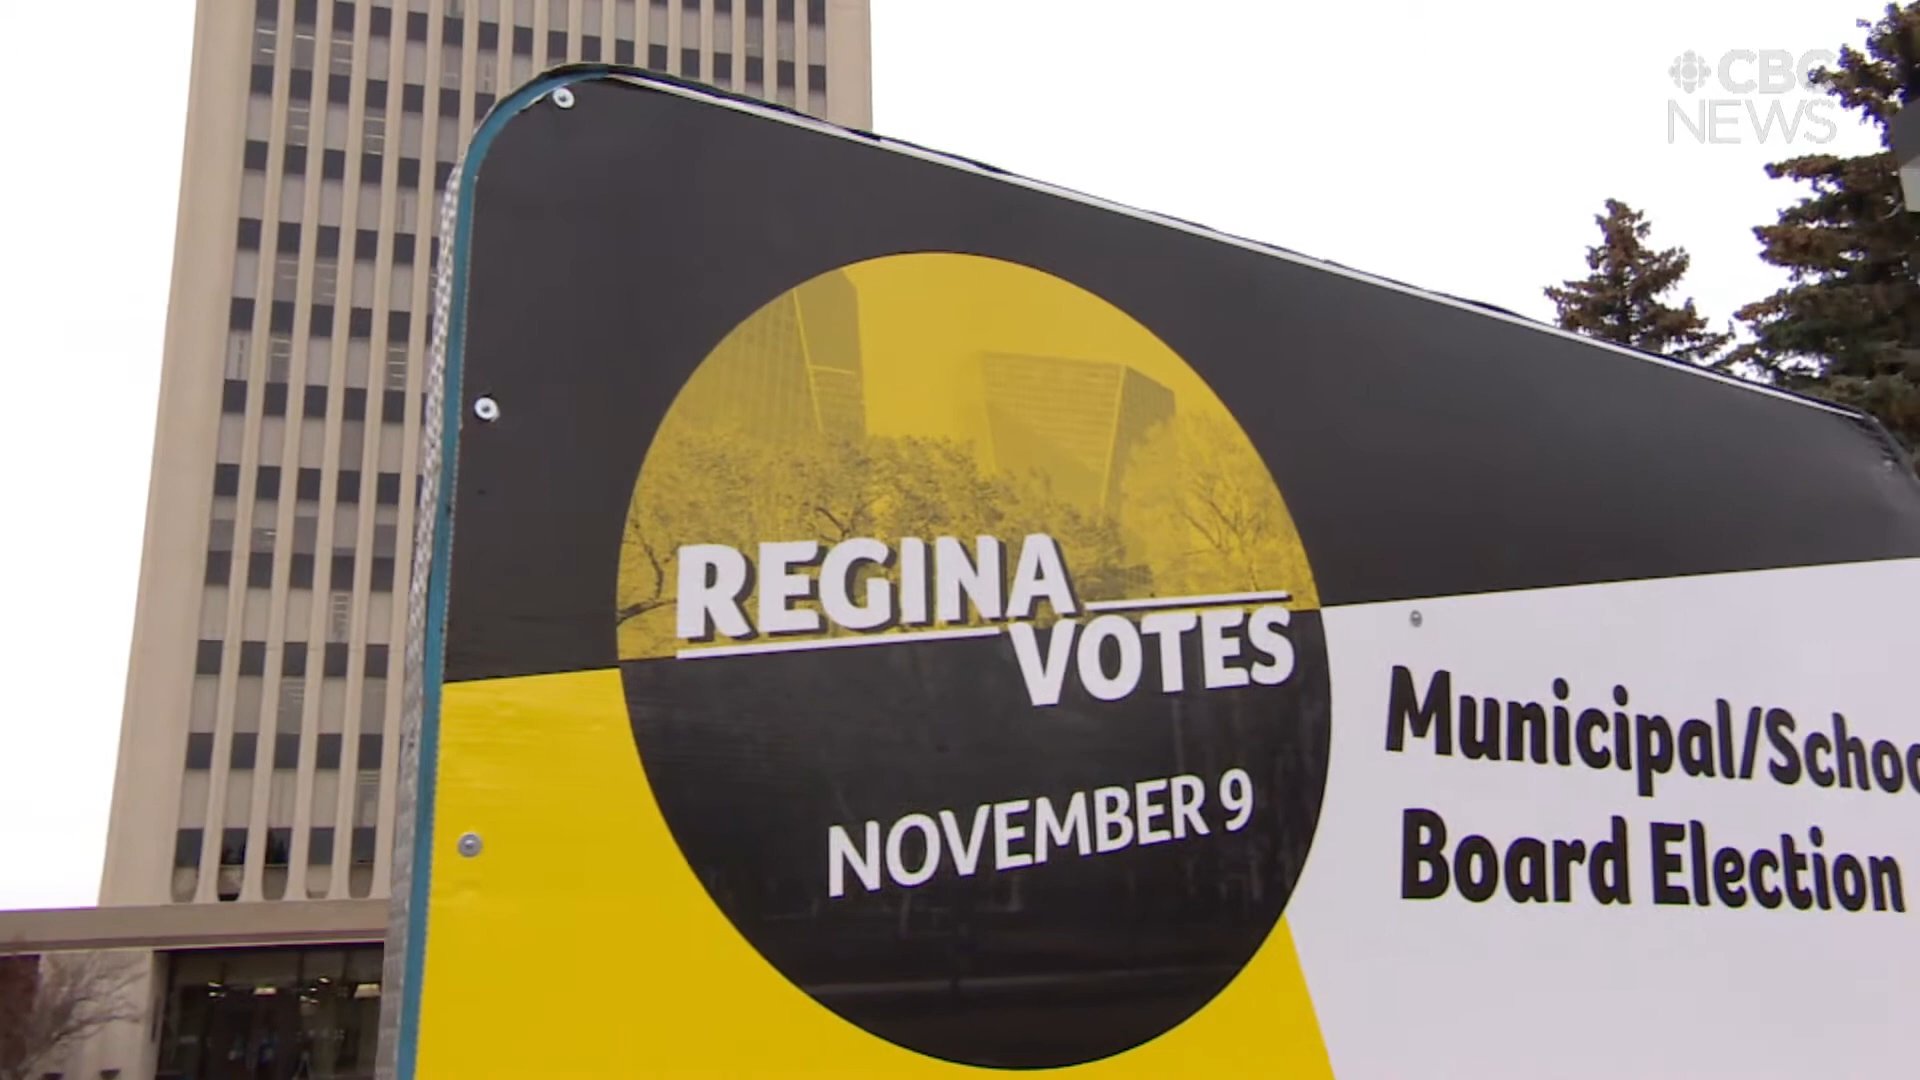 CBC
NEWS
REGINA
VOTES
NOVEMBER 9
Municipal/Schoo
Board Election